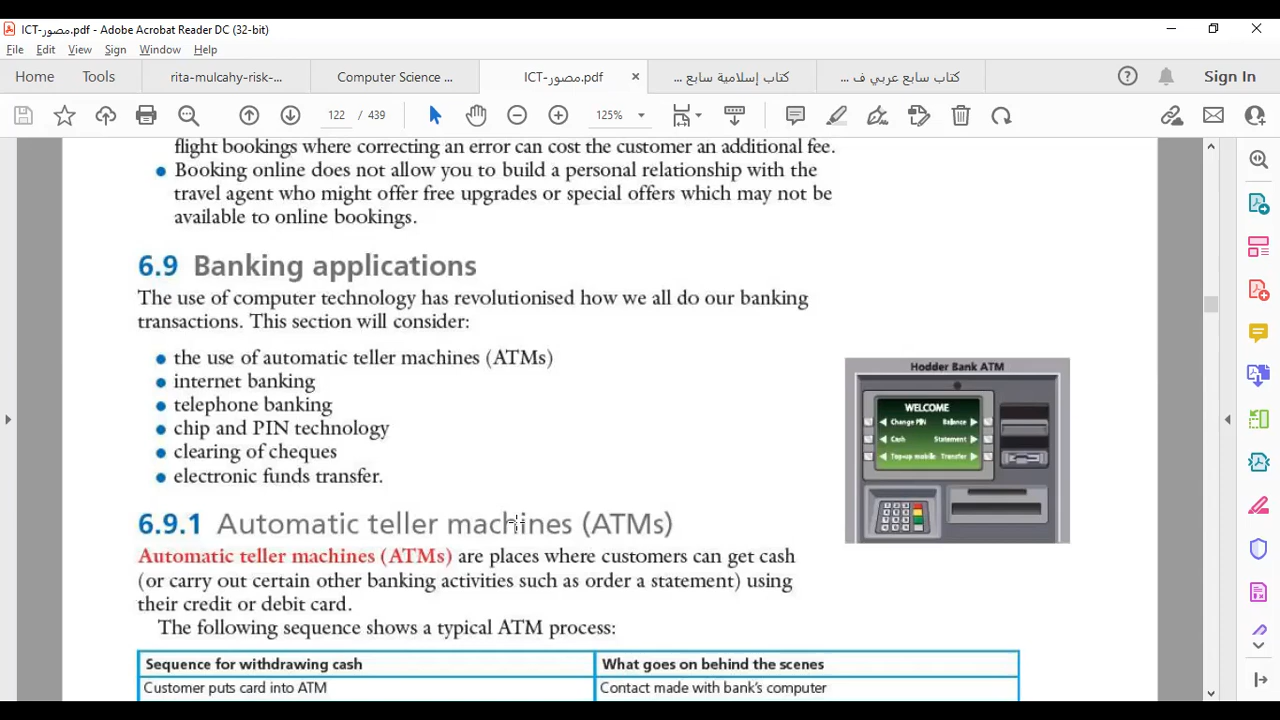 ICT-مصور.pdf - Adobe Acrobat Reader DC (32-bit)
File Edit View Sign Window Help
Home Tools rita-mulcahy-risk-... Computer Science ... ICT-مصور.pdf × كتاب إسلامية سابع ... كتاب سابع عربي ف ... Sign In
122 / 439 125%
flight bookings where correcting an error can cost the customer an additional fee.
● Booking online does not allow you to build a personal relationship with the
travel agent who might offer free upgrades or special offers which may not be
available to online bookings.
6.9 Banking applications
The use of computer technology has revolutionised how we all do our banking
transactions. This section will consider:
● the use of automatic teller machines (ATMs)
● internet banking
● telephone banking
● chip and PIN technology
● clearing of cheques
● electronic funds transfer.
Hodder Bank ATM
WELCOME
Change PIN Balance
Cash Statement
Top-up mobile Transfer
6.9.1 Automatic teller machines (ATMs)
Automatic teller machines (ATMs) are places where customers can get cash
(or carry out certain other banking activities such as order a statement) using
their credit or debit card.
The following sequence shows a typical ATM process:
Sequence for withdrawing cash What goes on behind the scenes
Customer puts card into ATM Contact made with bank's computer